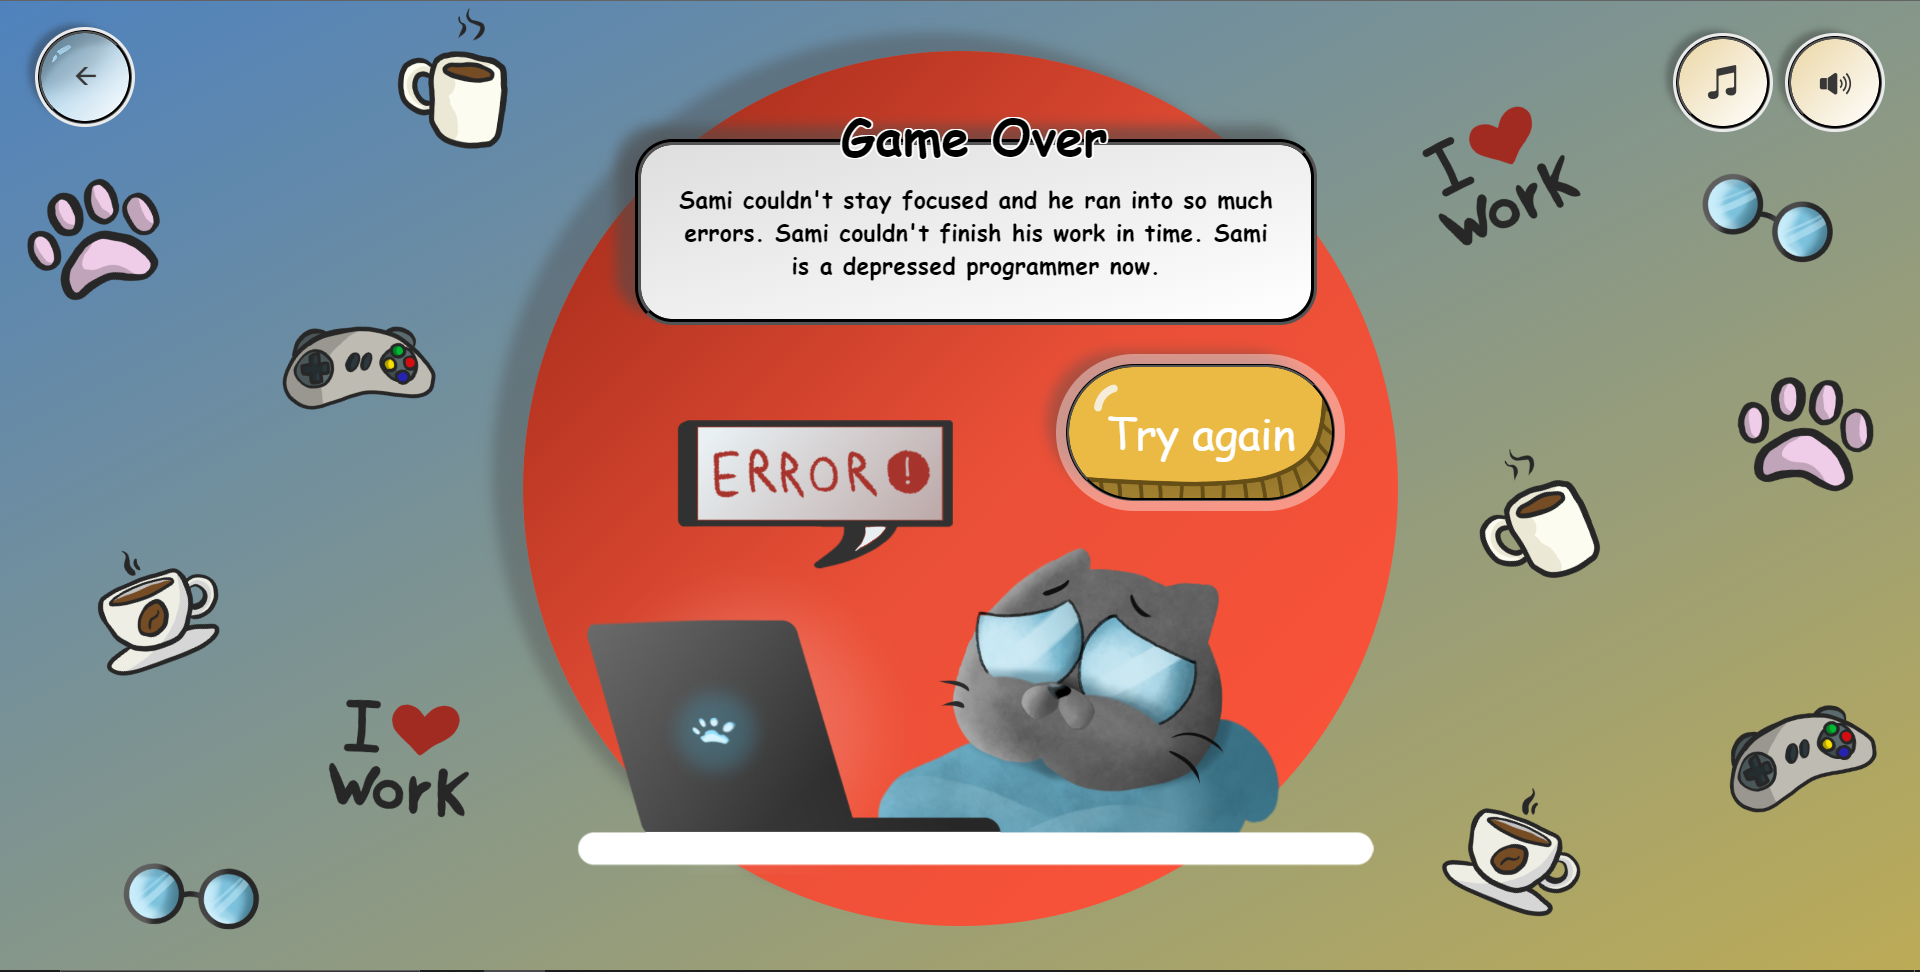 Game Over
Sami couldn't stay focused and he ran into so much
errors. Sami couldn't finish his work in time. Sami
is a depressed programmer now.
I
Work
Try again
ERROR !
I
Work